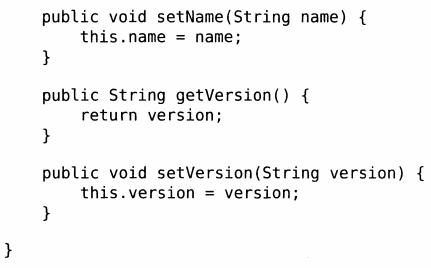 public void setName(String name) {
        this.name = name;
    }

    public String getVersion() {
        return version;
    }

    public void setVersion(String version) {
        this.version = version;
    }

}